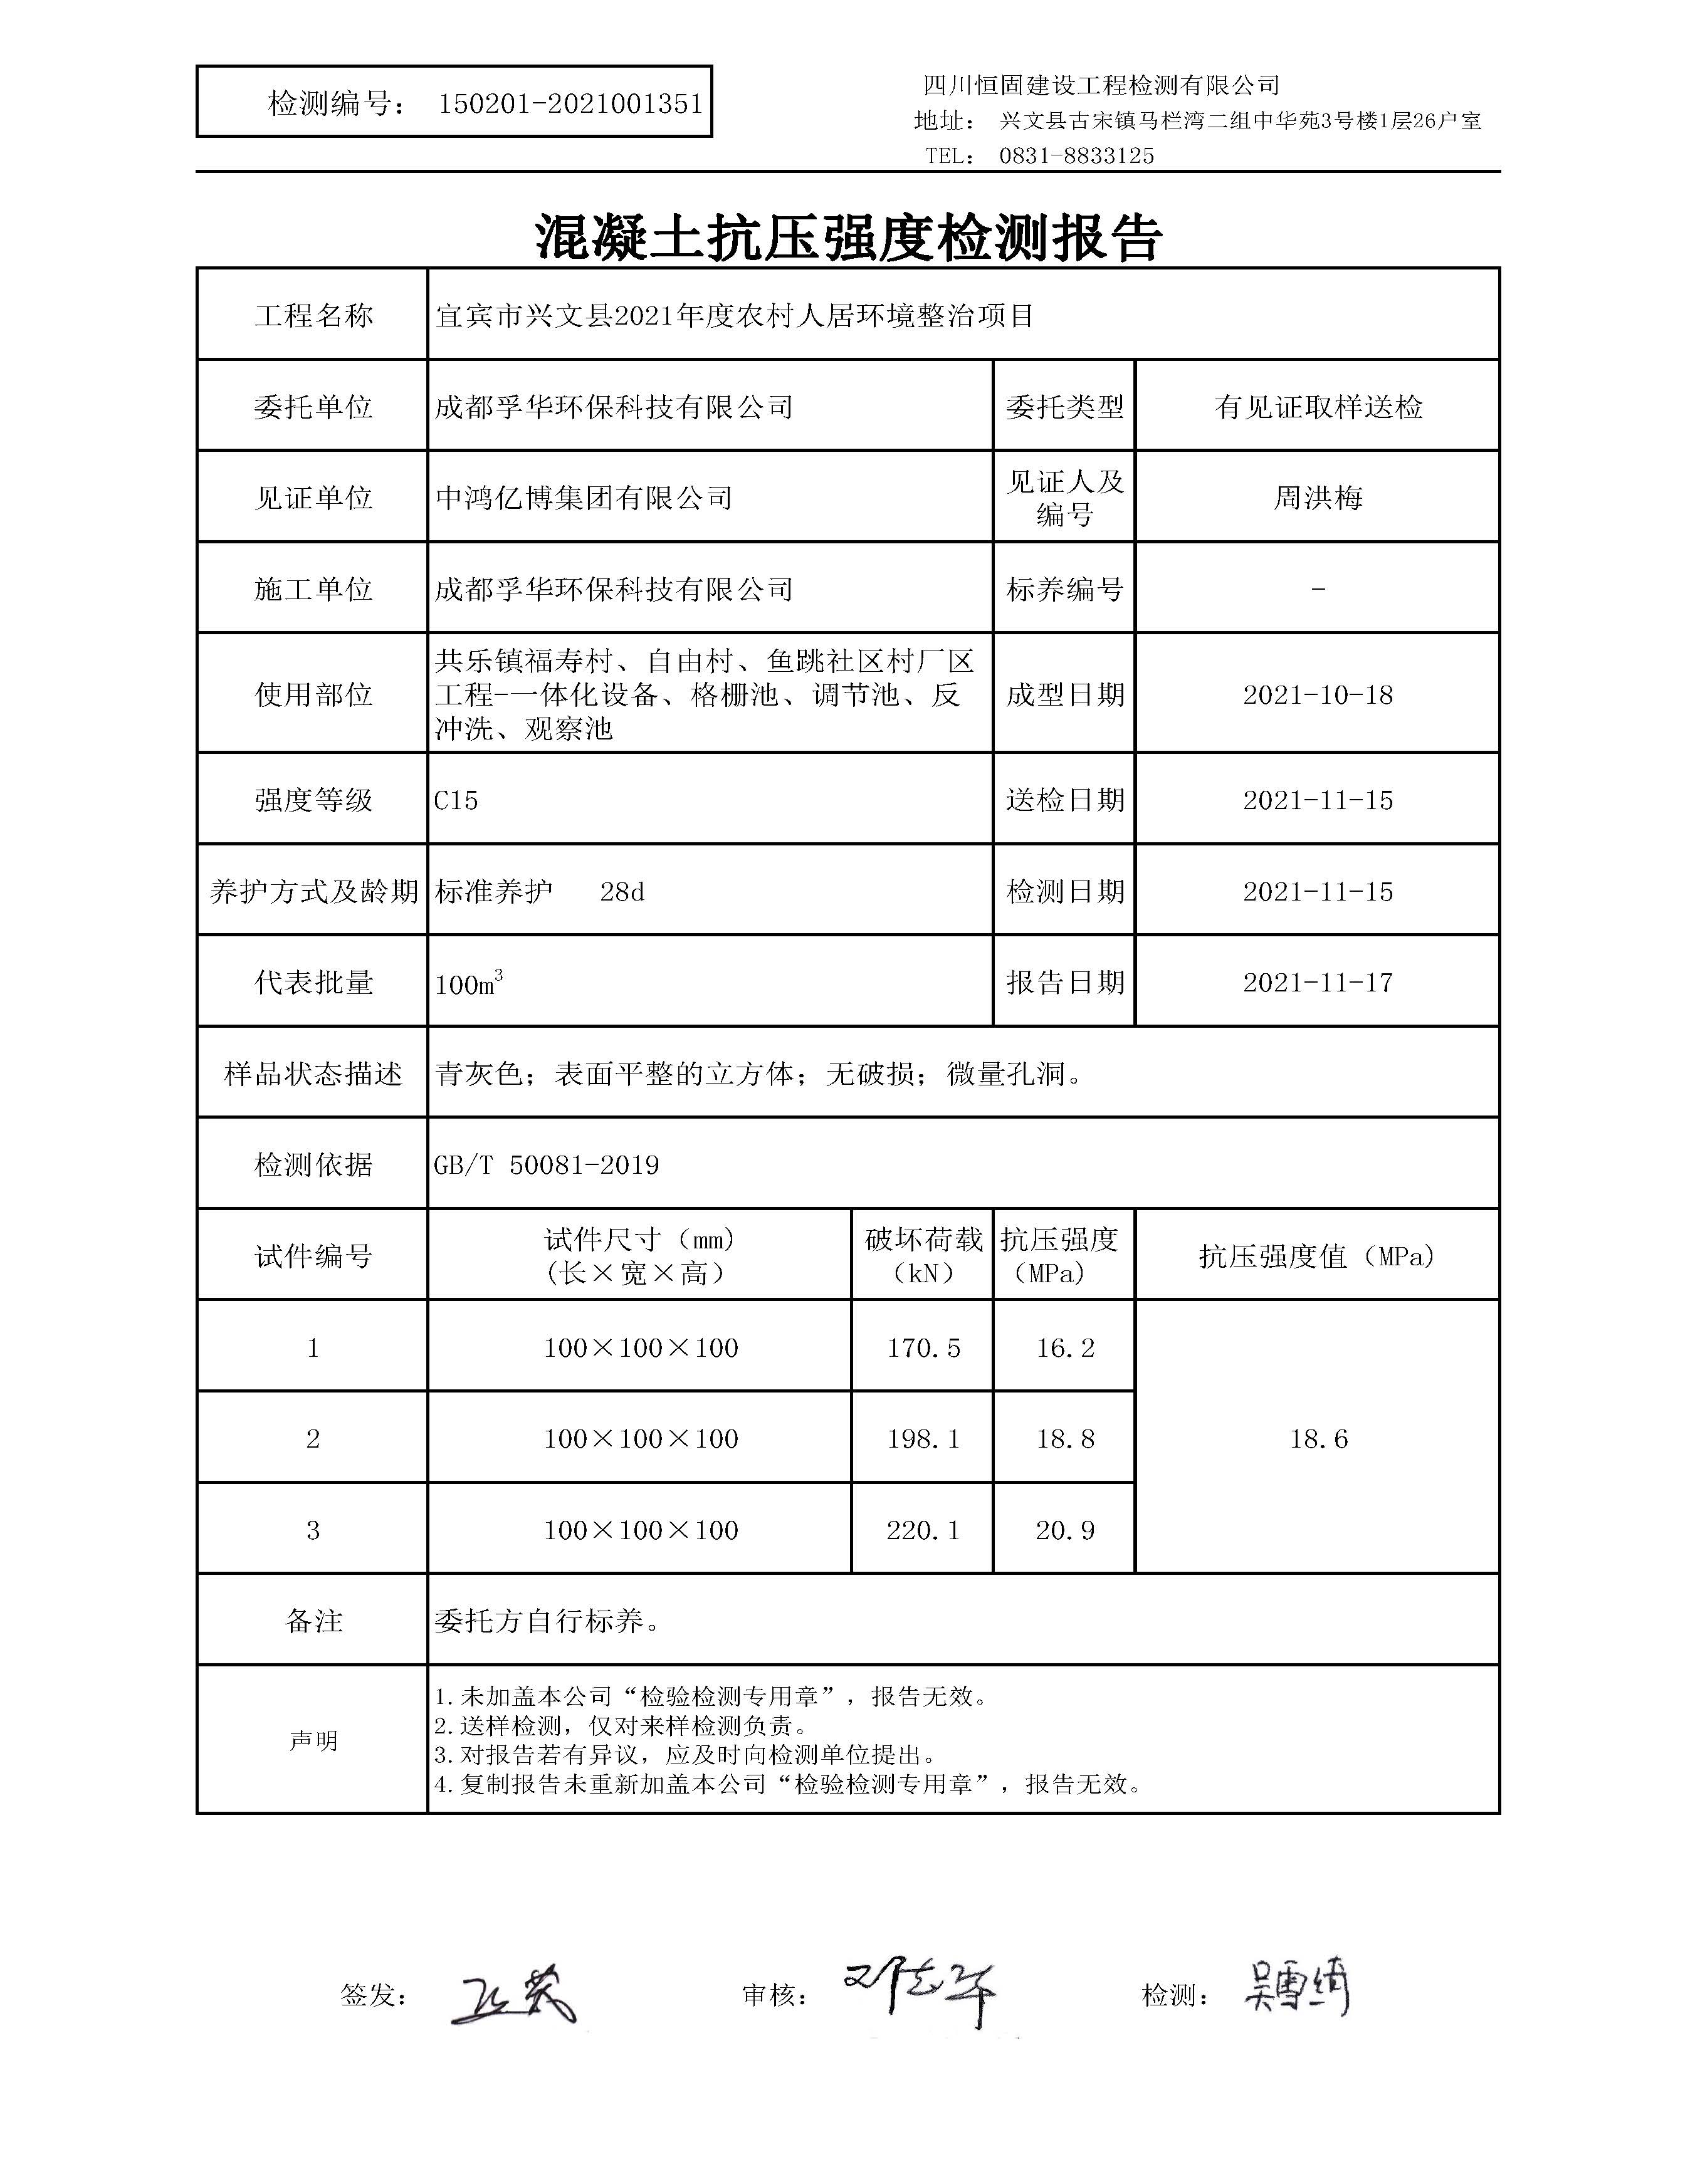 检测编号： 150201-2021001351
四川恒固建设工程检测有限公司
地址： 兴文县古宋镇马栏湾二组中华苑3号楼1层26户室
TEL： 0831-8833125
混凝土抗压强度检测报告
工程名称 宜宾市兴文县2021年度农村人居环境整治项目
委托单位 成都孚华环保科技有限公司 委托类型 有见证取样送检
见证单位 中鸿亿博集团有限公司 见证人及
编号 周洪梅
施工单位 成都孚华环保科技有限公司 标养编号 -
使用部位 共乐镇福寿村、自由村、鱼跳社区村厂区
工程-一体化设备、格栅池、调节池、反
冲洗、观察池
成型日期 2021-10-18
强度等级 C15 送检日期 2021-11-15
养护方式及龄期 标准养护 28d 检测日期 2021-11-15
代表批量 100m³ 报告日期 2021-11-17
样品状态描述 青灰色；表面平整的立方体；无破损；微量孔洞。
检测依据 GB/T 50081-2019
试件编号 试件尺寸（mm）
(长×宽×高）
破坏荷载
（kN）
抗压强度
（MPa）
抗压强度值（MPa）
1 100×100×100 170.5 16.2
2 100×100×100 198.1 18.8 18.6
3 100×100×100 220.1 20.9
备注 委托方自行标养。
声明
1.未加盖本公司“检验检测专用章”，报告无效。
2.送样检测，仅对来样检测负责。
3.对报告若有异议，应及时向检测单位提出。
4.复制报告未重新加盖本公司“检验检测专用章”，报告无效。
签发： 审核： 检测： 吴雪绮